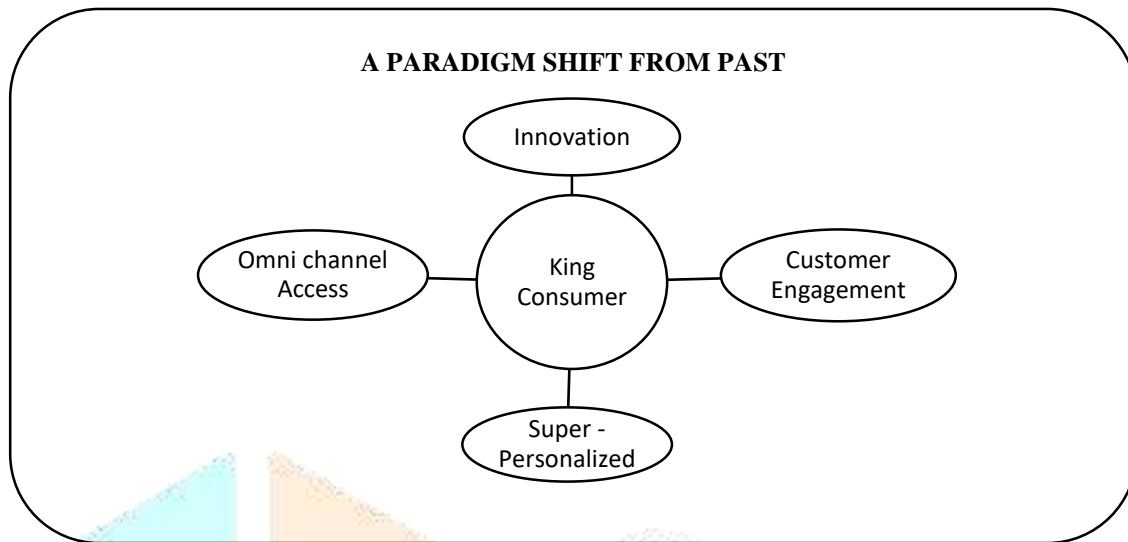 A PARADIGM SHIFT FROM PAST
Innovation
Omni channel
Access
King
Consumer
Customer
Engagement
Super -
Personalized